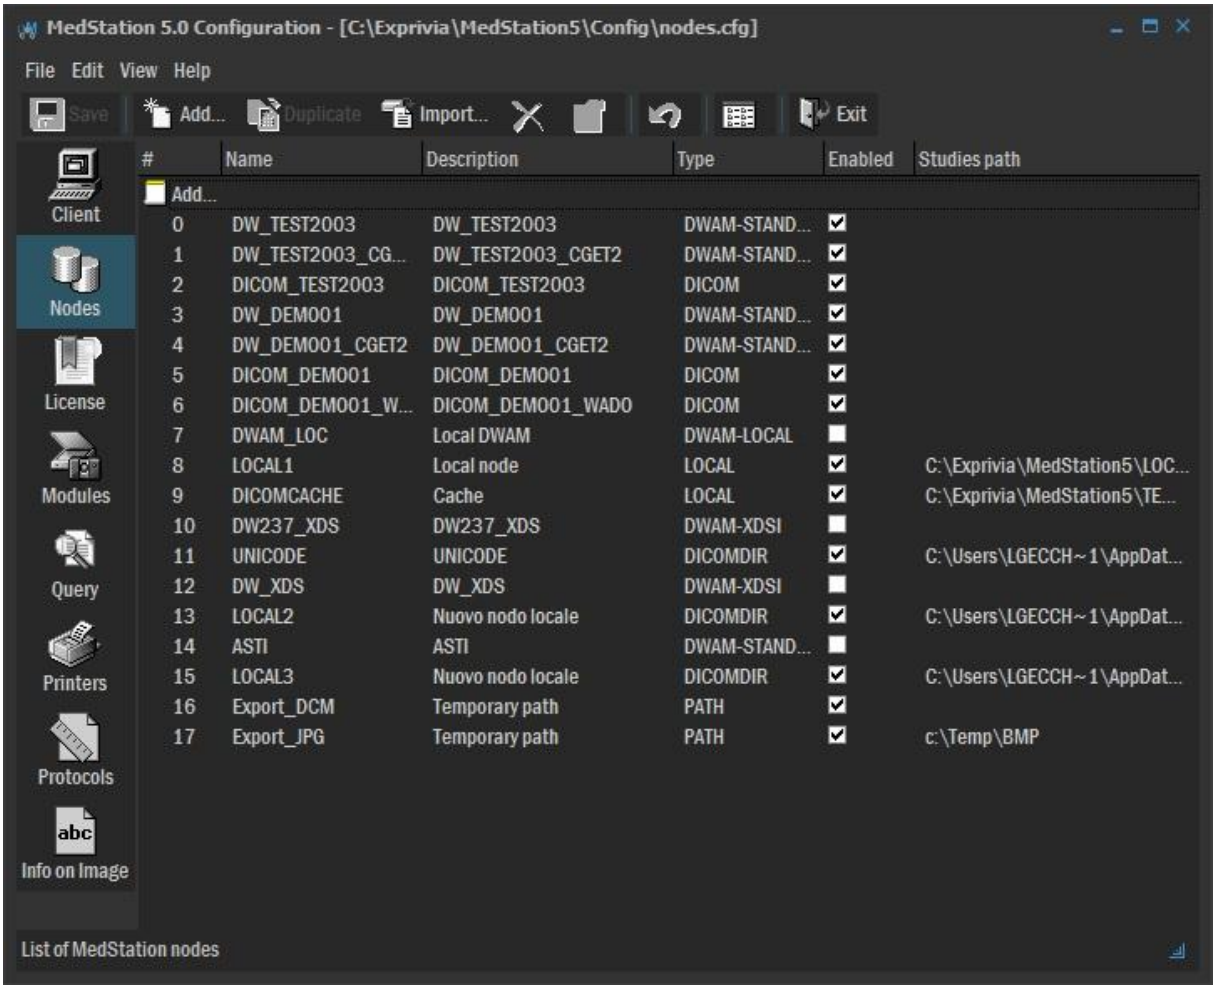 MedStation 5.0 Configuration - [C:\Exprivia\MedStation5\Config\nodes.cfg]
File Edit View Help
Save Add... Duplicate Import... Exit
# Name Description Type Enabled Studies path
Add...
0 DW_TEST2003 DW_TEST2003 DWAM-STAND...
1 DW_TEST2003_CG... DW_TEST2003_CGET2 DWAM-STAND...
2 DICOM_TEST2003 DICOM_TEST2003 DICOM
3 DW_DEMO01 DW_DEMO01 DWAM-STAND...
4 DW_DEMO01_CGET2 DW_DEMO01_CGET2 DWAM-STAND...
5 DICOM_DEMO01 DICOM_DEMO01 DICOM
6 DICOM_DEMO01_W... DICOM_DEMO01_WADO DICOM
7 DWAM_LOC Local DWAM DWAM-LOCAL
8 LOCAL1 Local node LOCAL C:\Exprivia\MedStation5\LOC...
9 DICOMCACHE Cache LOCAL C:\Exprivia\MedStation5\TE...
10 DW237_XDS DW237_XDS DWAM-XDSI
11 UNICODE UNICODE DICOMDIR C:\Users\LGECCH~1\AppDat...
12 DW_XDS DW_XDS DWAM-XDSI
13 LOCAL2 Nuovo nodo locale DICOMDIR C:\Users\LGECCH~1\AppDat...
14 ASTI ASTI DWAM-STAND...
15 LOCAL3 Nuovo nodo locale DICOMDIR C:\Users\LGECCH~1\AppDat...
16 Export_DCM Temporary path PATH
17 Export_JPG Temporary path PATH c:\Temp\BMP
Client
Nodes
License
Modules
Query
Printers
Protocols
abc
Info on Image
List of MedStation nodes